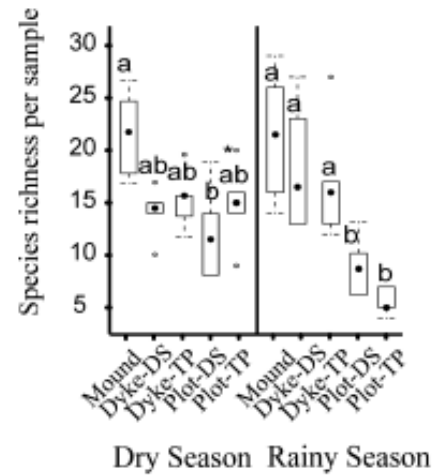 Species richness per sample
30
25
20
15
10
5
a
ab
ab
b
*
ab
a
a
a
b
b
Mound
Dyke-DS
Dyke-TP
Plot-DS
Plot-TP
Mound
Dyke-DS
Dyke-TP
Plot-DS
Plot-TP
Dry Season Rainy Season